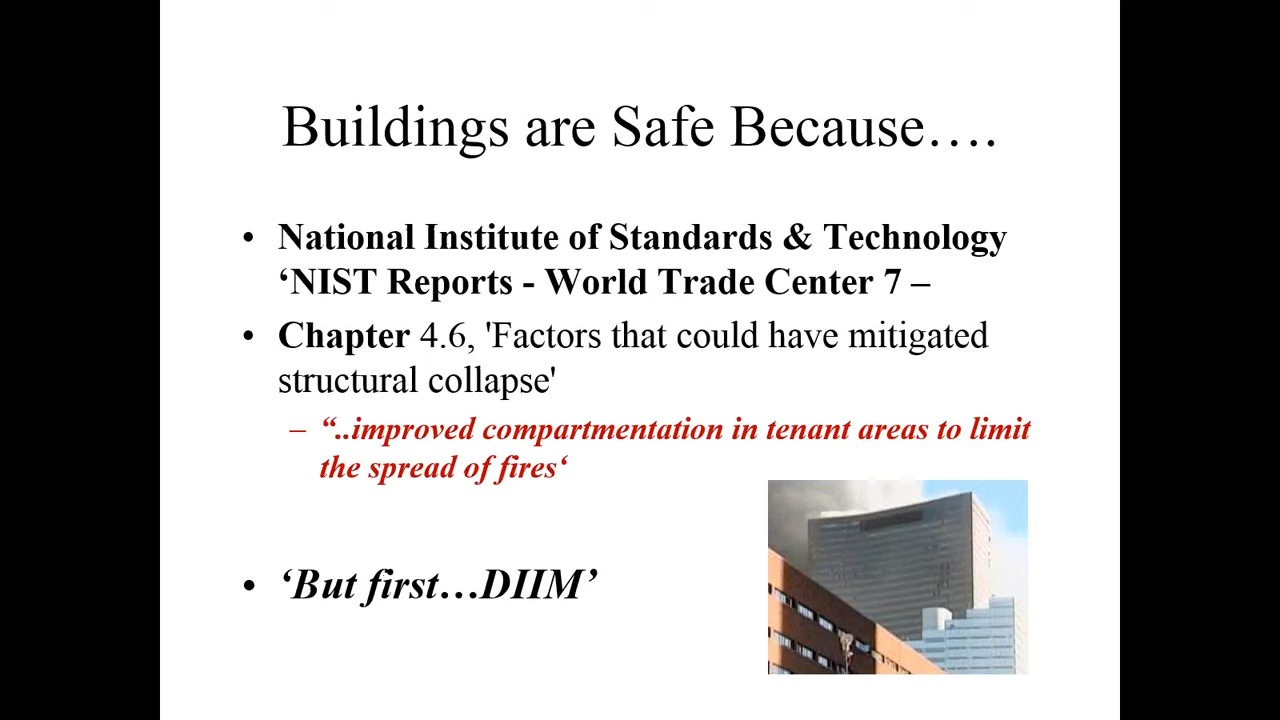 Buildings are Safe Because….
• National Institute of Standards & Technology
‘NIST Reports - World Trade Center 7 –
• Chapter 4.6, 'Factors that could have mitigated
structural collapse'
– “..improved compartmentation in tenant areas to limit
the spread of fires‘
• ‘But first…DIIM’